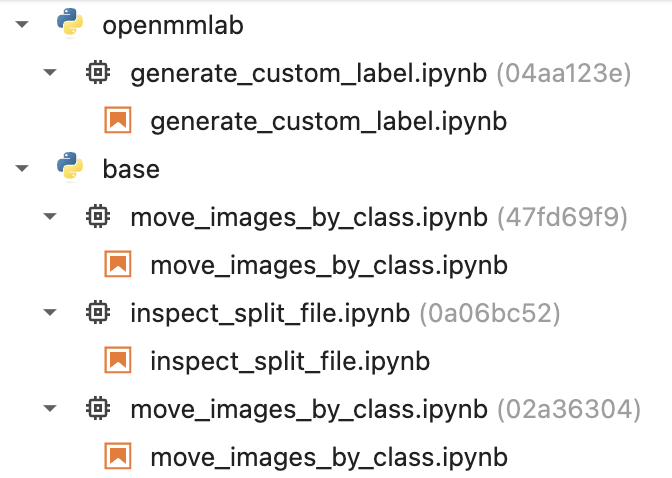 openmmlab
generate_custom_label.ipynb (04aa123e)
generate_custom_label.ipynb
base
move_images_by_class.ipynb (47fd69f9)
move_images_by_class.ipynb
inspect_split_file.ipynb (0a06bc52)
inspect_split_file.ipynb
move_images_by_class.ipynb (02a36304)
move_images_by_class.ipynb